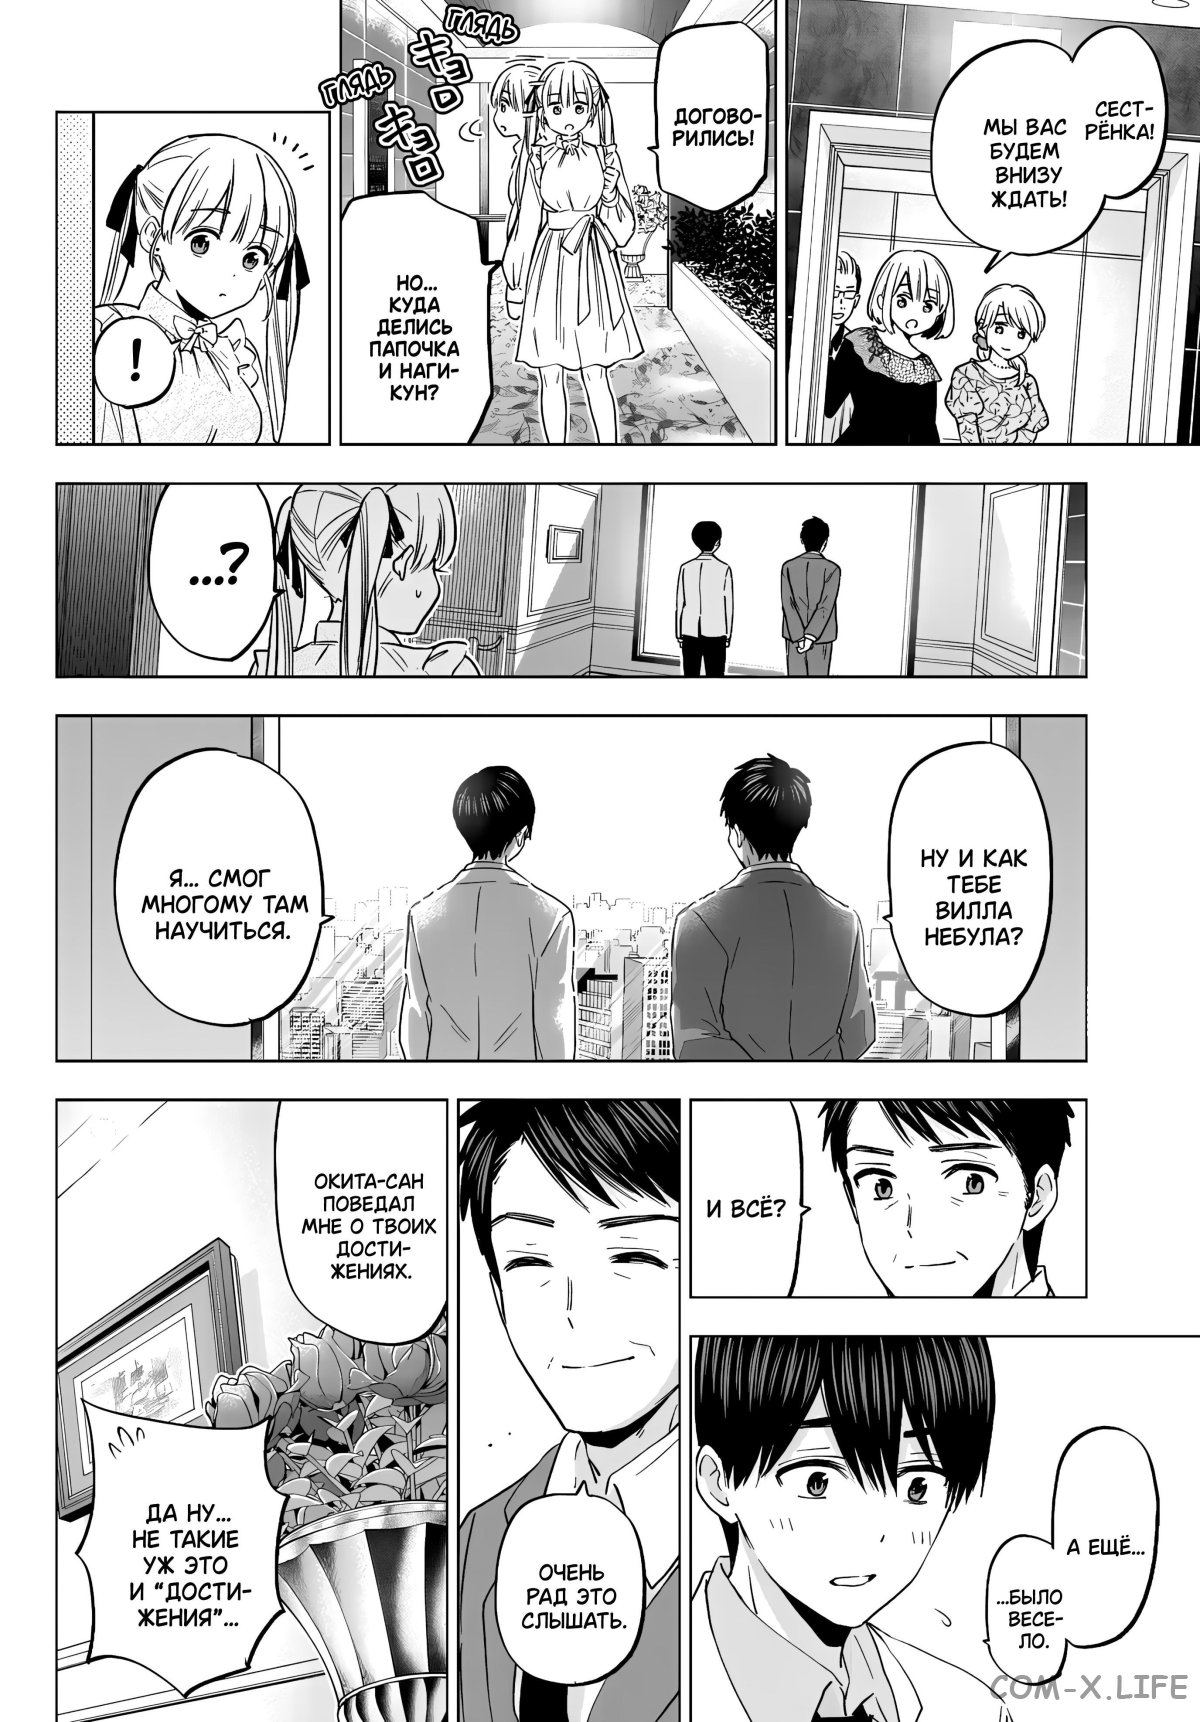 СЕСТ-
РЁНКА!
МЫ ВАС
БУДЕМ
ВНИЗУ
ЖДАТЬ!
ДОГОВО-
РИЛИСЬ!
ГЛЯДЬ
キョロ
ГЛЯДЬ
キョロ
НО...
КУДА
ДЕЛИСЬ
ПАПОЧКА
И НАГИ-
КУН?
!
....?
НУ И КАК
ТЕБЕ
ВИЛЛА
НЕБУЛА?
Я... СМОГ
МНОГОМУ ТАМ
НАУЧИТЬСЯ.
И ВСЁ?
А ЕЩЁ...
...БЫЛО
ВЕСЕ-
ЛО.
ОЧЕНЬ
РАД ЭТО
СЛЫШАТЬ.
ОКИТА-САН
ПОВЕДАЛ
МНЕ О ТВОИХ
ДОСТИ-
ЖЕНИЯХ.
ДА НУ...
НЕ ТАКИЕ
УЖ ЭТО
И “ДОСТИ-
ЖЕНИЯ”...
COM-X.LIFE